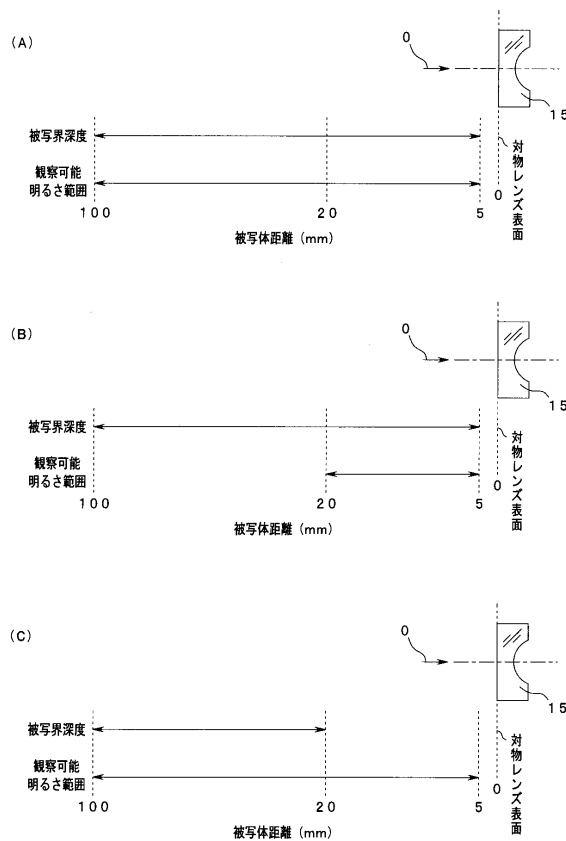 (A)
0
15
被写界深度
観察可能
明るさ範囲
100
20
5
0
対物レンズ表面
被写体距離 (mm)
(B)
0
15
被写界深度
観察可能
明るさ範囲
100
20
5
0
対物レンズ表面
被写体距離 (mm)
(C)
0
15
被写界深度
観察可能
明るさ範囲
100
20
5
0
対物レンズ表面
被写体距離 (mm)